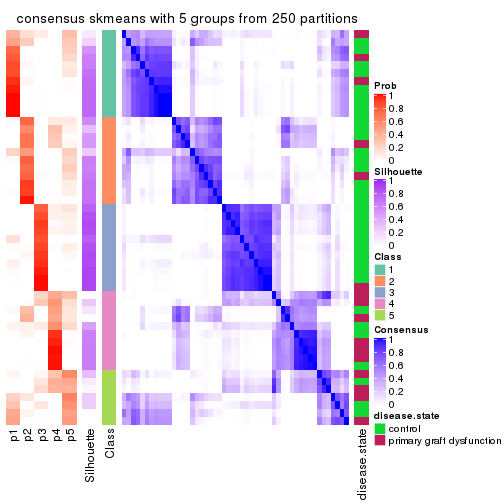 consensus skmeans with 5 groups from 250 partitions
p1
p2
p3
p4
p5
Silhouette
Class
disease.state
Prob
1
0.8
0.6
0.4
0.2
0
Silhouette
1
0.8
0.6
0.4
0.2
0
Class
1
2
3
4
5
Consensus
1
0.8
0.6
0.4
0.2
0
disease.state
control
primary graft dysfunction